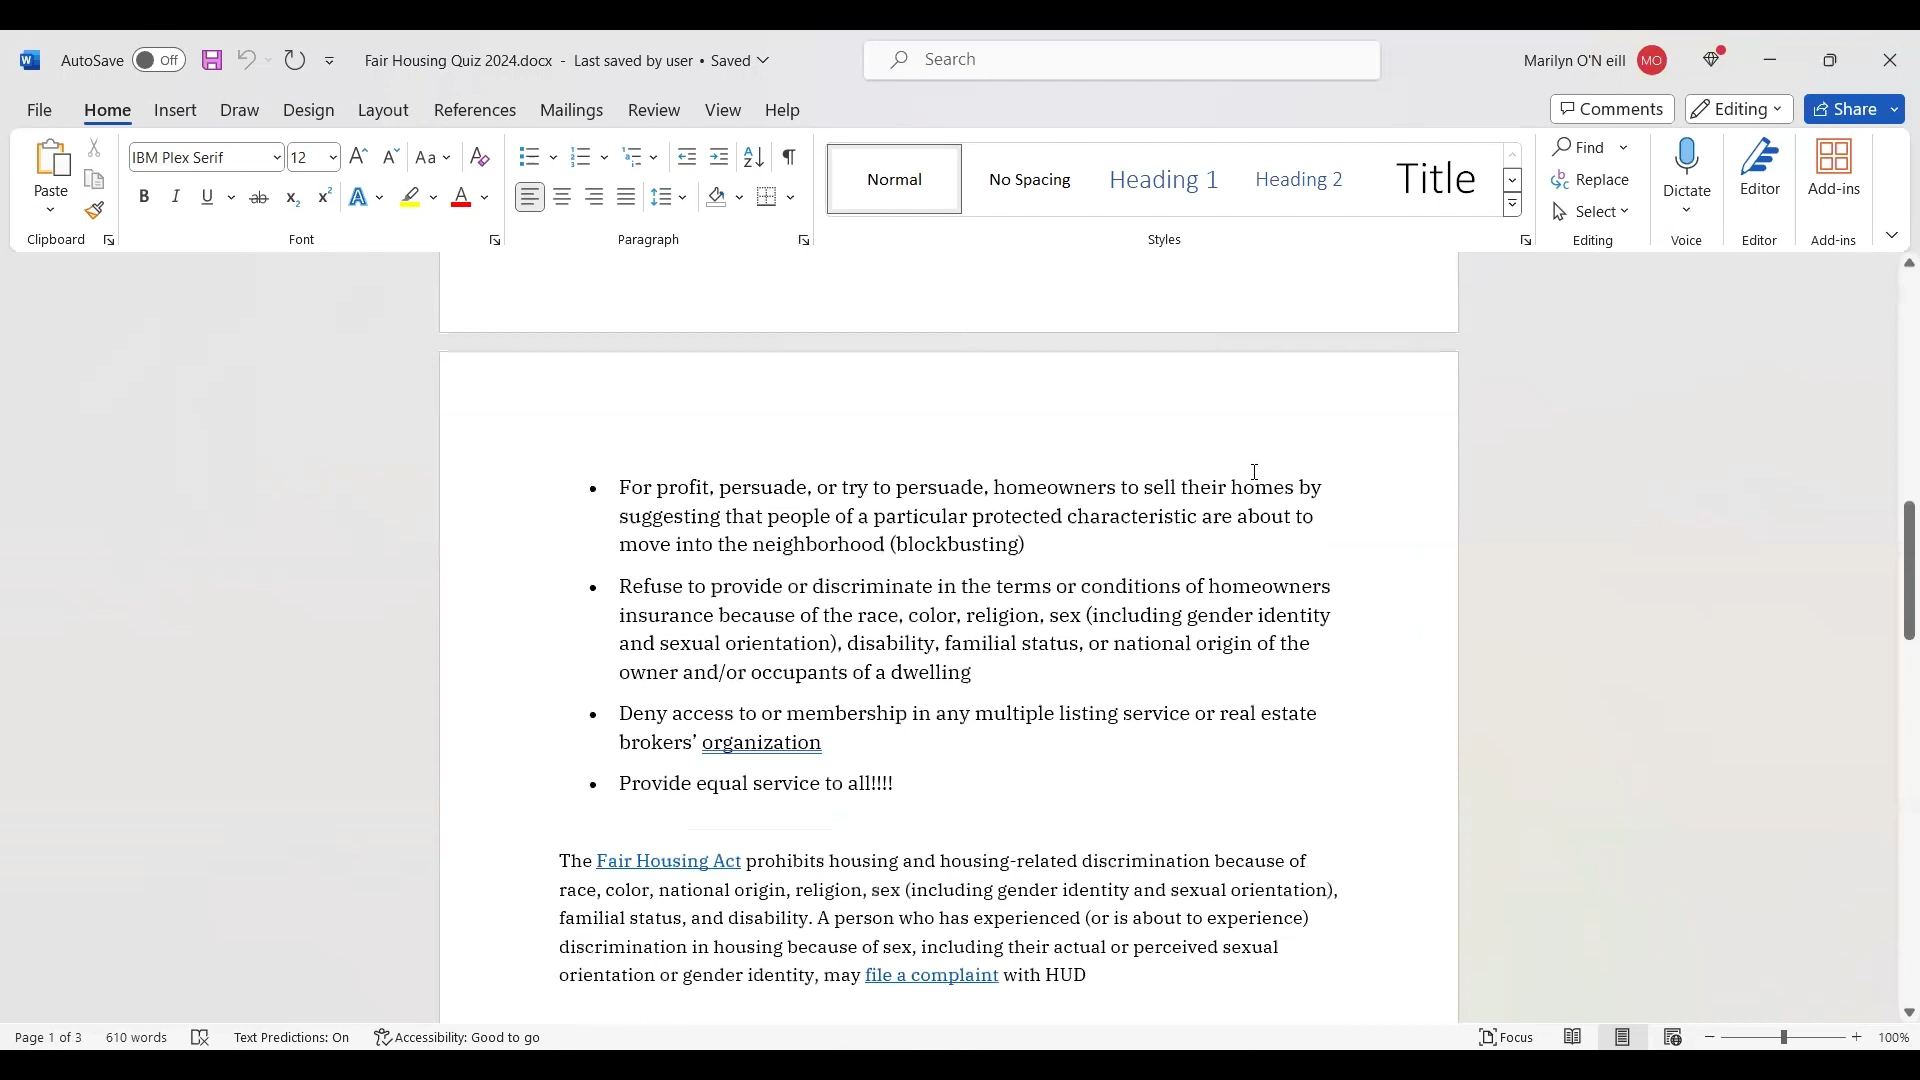 AutoSave Off Fair Housing Quiz 2024.docx - Last saved by user • Saved Search Marilyn O'N eill MO
File Home Insert Draw Design Layout References Mailings Review View Help Comments Editing Share
Paste IBM Plex Serif 12 Aa Normal No Spacing Heading 1 Heading 2 Title Find Replace Select Dictate Editor Add-ins
Clipboard Font Paragraph Styles Editing Voice Editor Add-ins
• For profit, persuade, or try to persuade, homeowners to sell their homes by
suggesting that people of a particular protected characteristic are about to
move into the neighborhood (blockbusting)
• Refuse to provide or discriminate in the terms or conditions of homeowners
insurance because of the race, color, religion, sex (including gender identity
and sexual orientation), disability, familial status, or national origin of the
owner and/or occupants of a dwelling
• Deny access to or membership in any multiple listing service or real estate
brokers’ organization
• Provide equal service to all!!!!
The Fair Housing Act prohibits housing and housing-related discrimination because of
race, color, national origin, religion, sex (including gender identity and sexual orientation),
familial status, and disability. A person who has experienced (or is about to experience)
discrimination in housing because of sex, including their actual or perceived sexual
orientation or gender identity, may file a complaint with HUD
Page 1 of 3 610 words Text Predictions: On Accessibility: Good to go Focus 100%